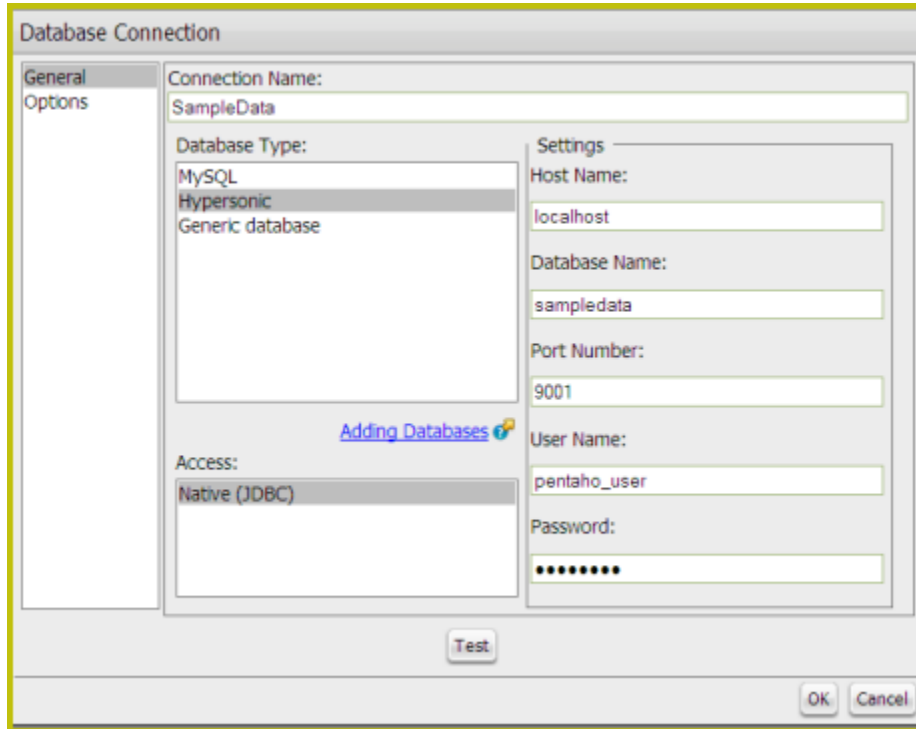 Database Connection
General
Options
Connection Name:
SampleData
Database Type:
MySQL
Hypersonic
Generic database
Adding Databases
Access:
Native (JDBC)
Settings
Host Name:
localhost
Database Name:
sampledata
Port Number:
9001
User Name:
pentaho_user
Password:
••••••••
Test
OK
Cancel